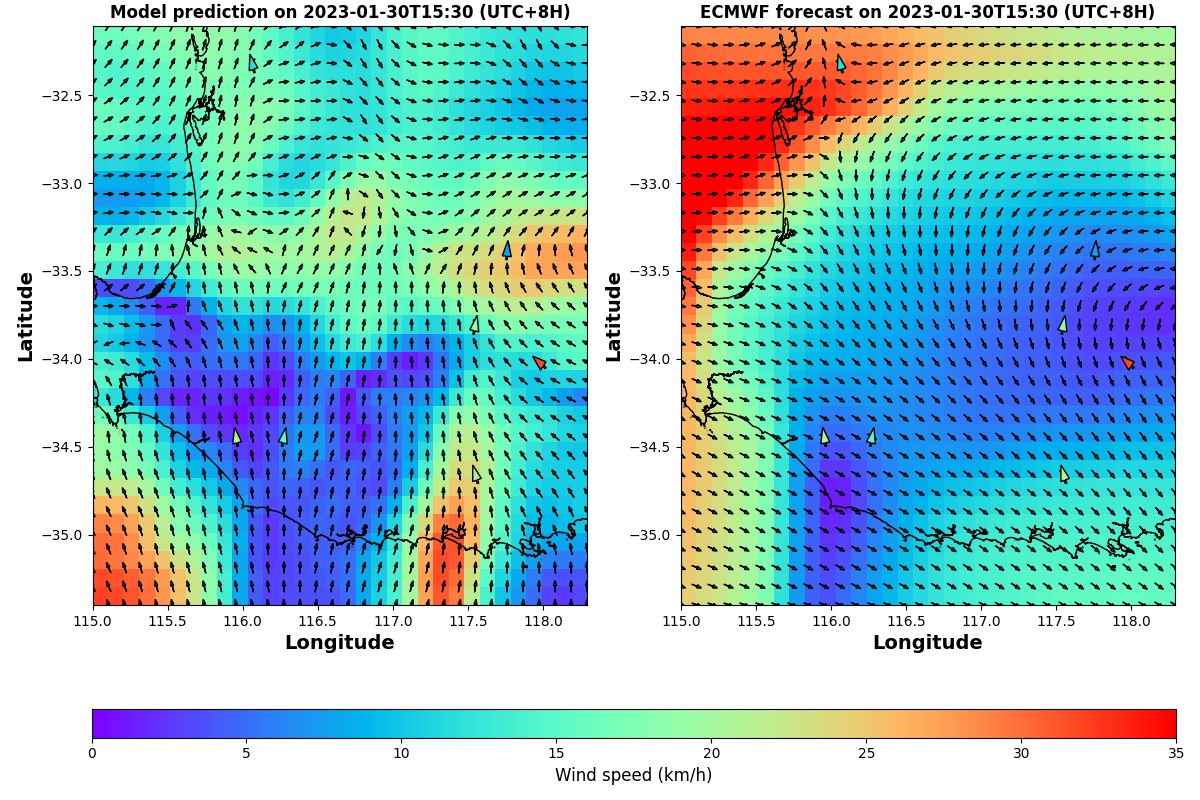 Model prediction on 2023-01-30T15:30 (UTC+8H)
ECMWF forecast on 2023-01-30T15:30 (UTC+8H)
Latitude
−32.5
−33.0
−33.5
−34.0
−34.5
−35.0
115.0 115.5 116.0 116.5 117.0 117.5 118.0
Longitude
Latitude
−32.5
−33.0
−33.5
−34.0
−34.5
−35.0
115.0 115.5 116.0 116.5 117.0 117.5 118.0
Longitude
0 5 10 15 20 25 30 35
Wind speed (km/h)